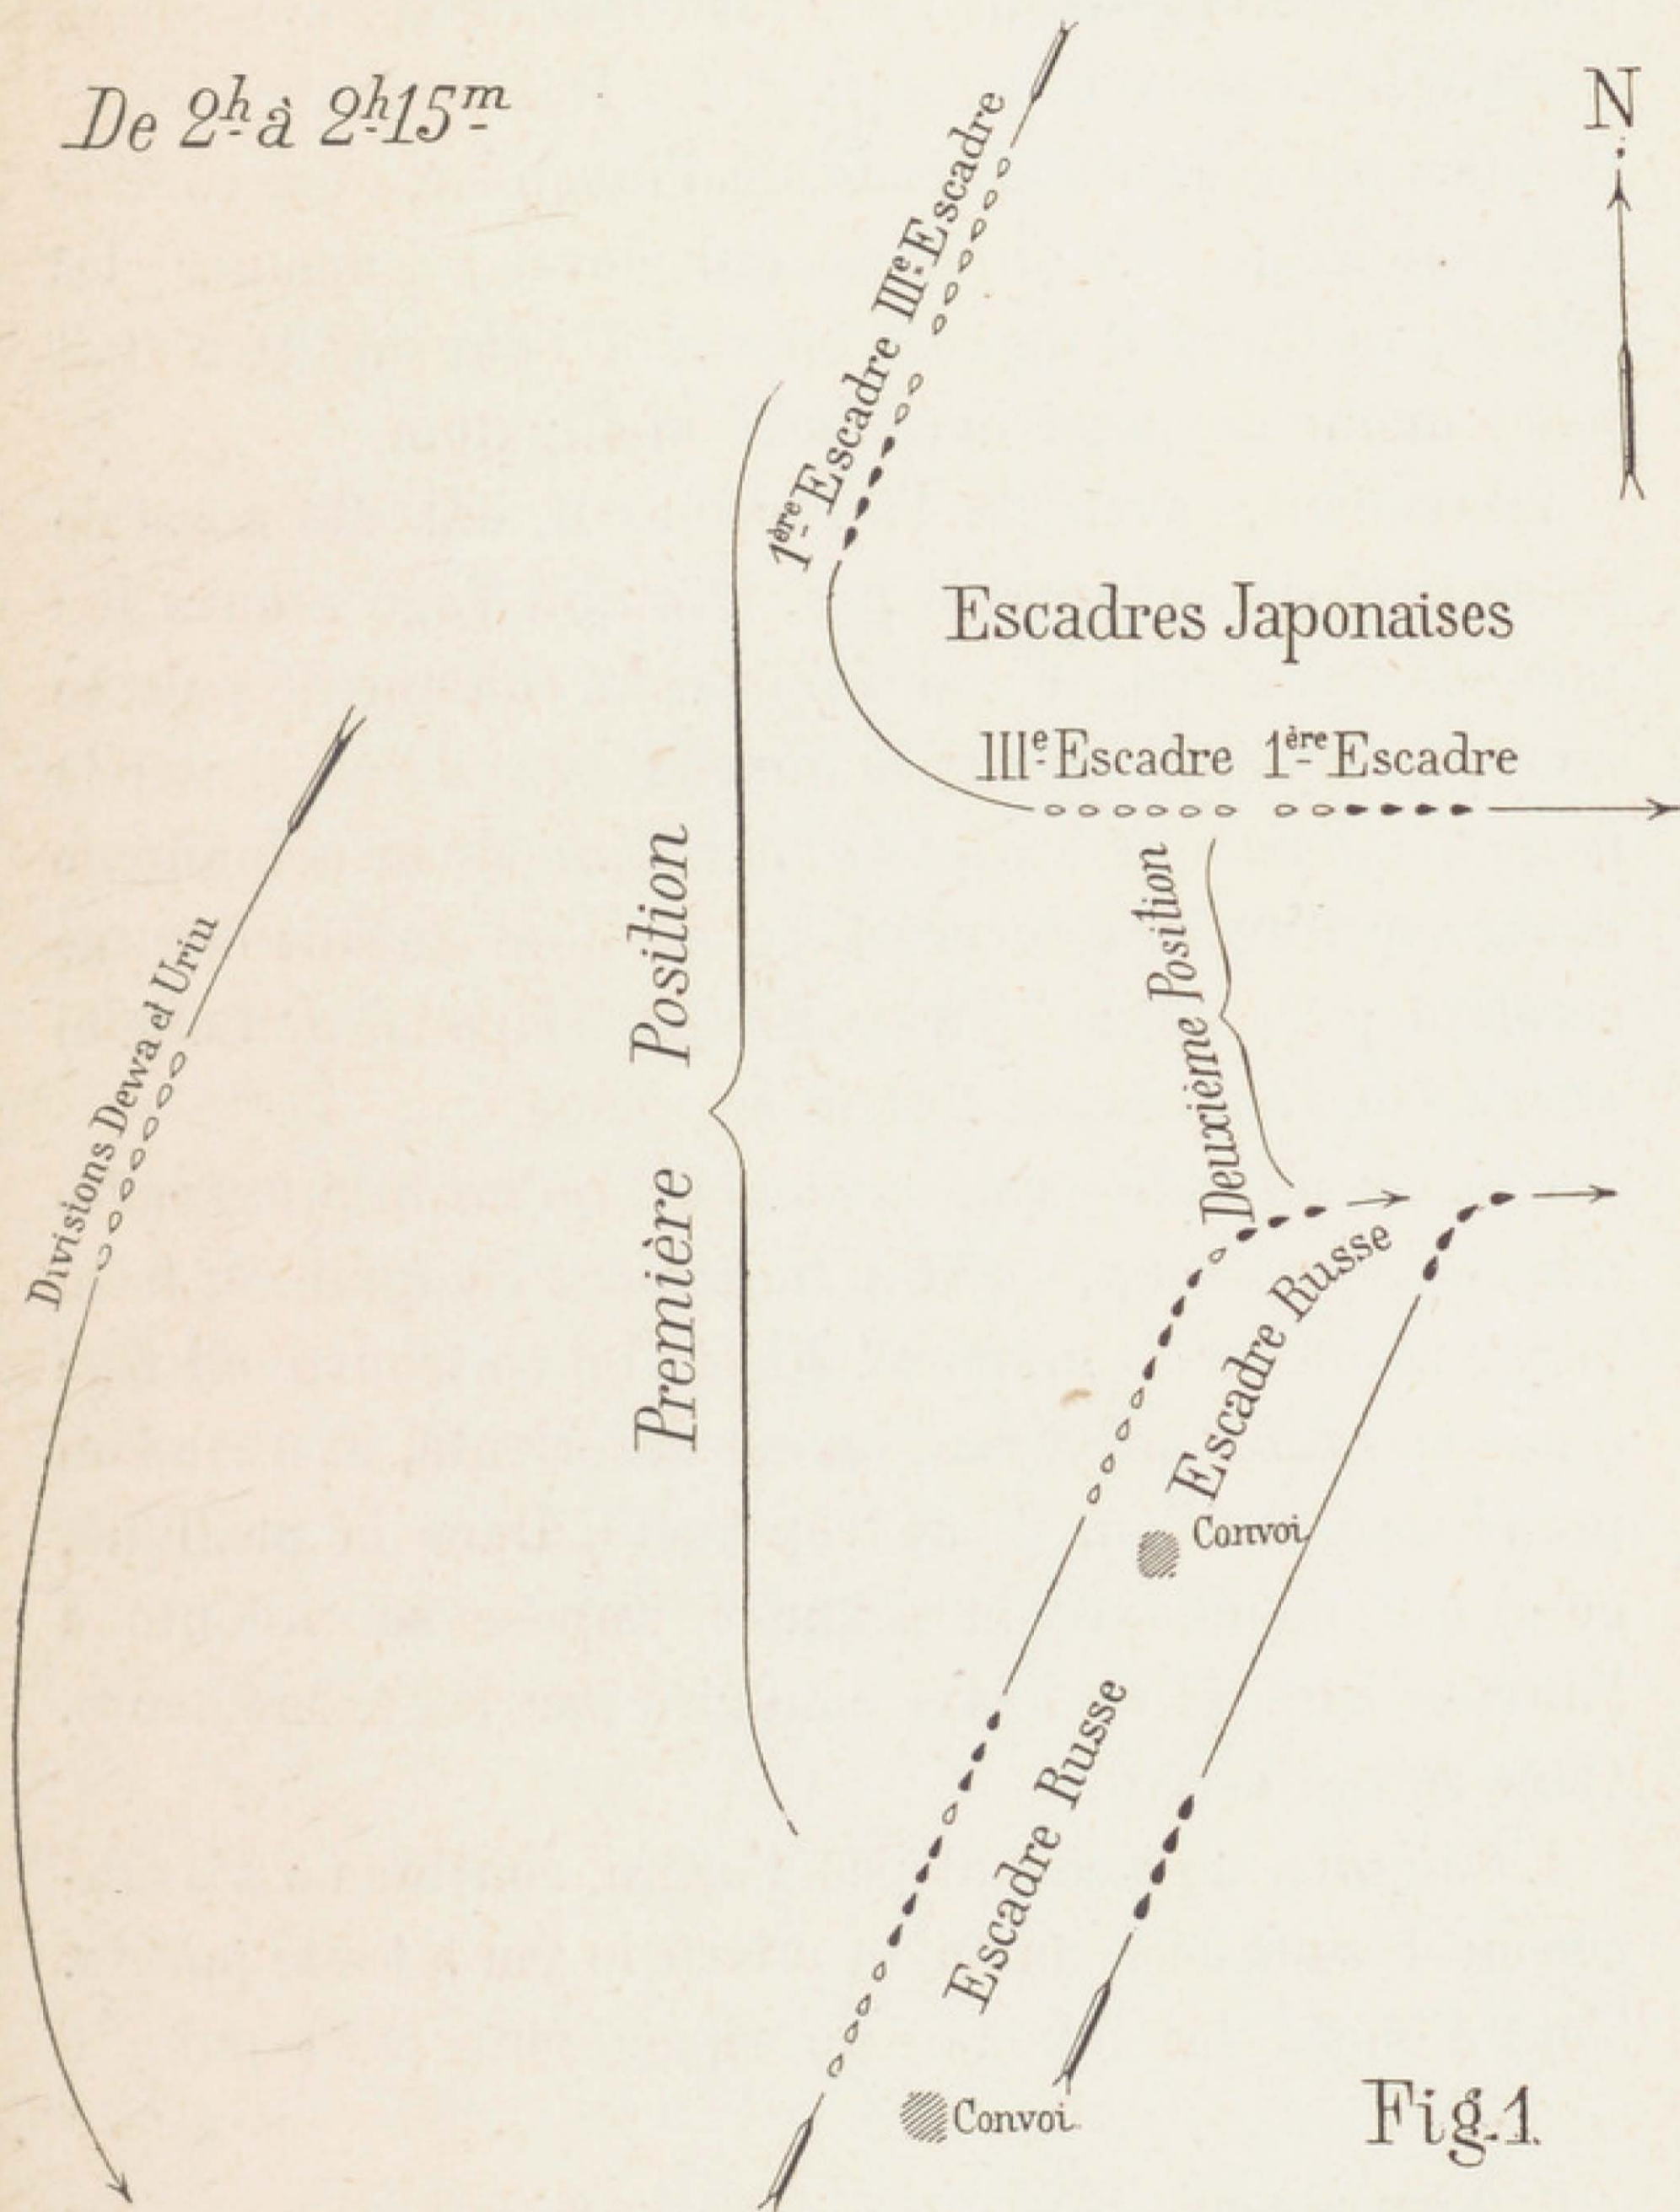 De 2h à 2h15m
N
IIIe Escadre
1ère Escadre
Escadres Japonaises
IIIe Escadre 1ère Escadre
Divisions Dewa et Uriu
Première Position
Deuxième Position
Escadre Russe
Convoi
Escadre Russe
Convoi
Fig.1.